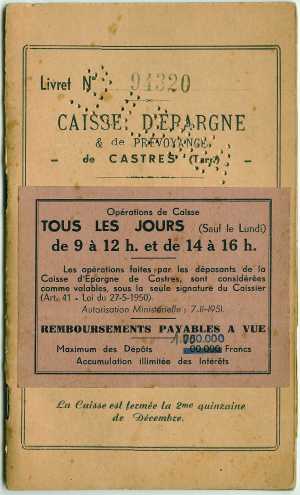 Livret Nº 94320
CAISSE D'ÉPARGNE
& de PRÉVOYANCE
- de CASTRES (Tarn) -
Opérations de Caisse
TOUS LES JOURS (Sauf le Lundi)
de 9 à 12 h. et de 14 à 16 h.
Les opérations faites par les déposants de la
Caisse d'Epargne de Castres, sont considérées
comme valables, sous la seule signature du Caissier
(Art. 41 - Loi du 27-5-1950).
Autorisation Ministérielle : 7-11-1951.
REMBOURSEMENTS PAYABLES A VUE
Maximum des Dépôts Francs
Accumulation illimitée des Intérêts
La Caisse est fermée la 2me quinzaine
de Décembre.